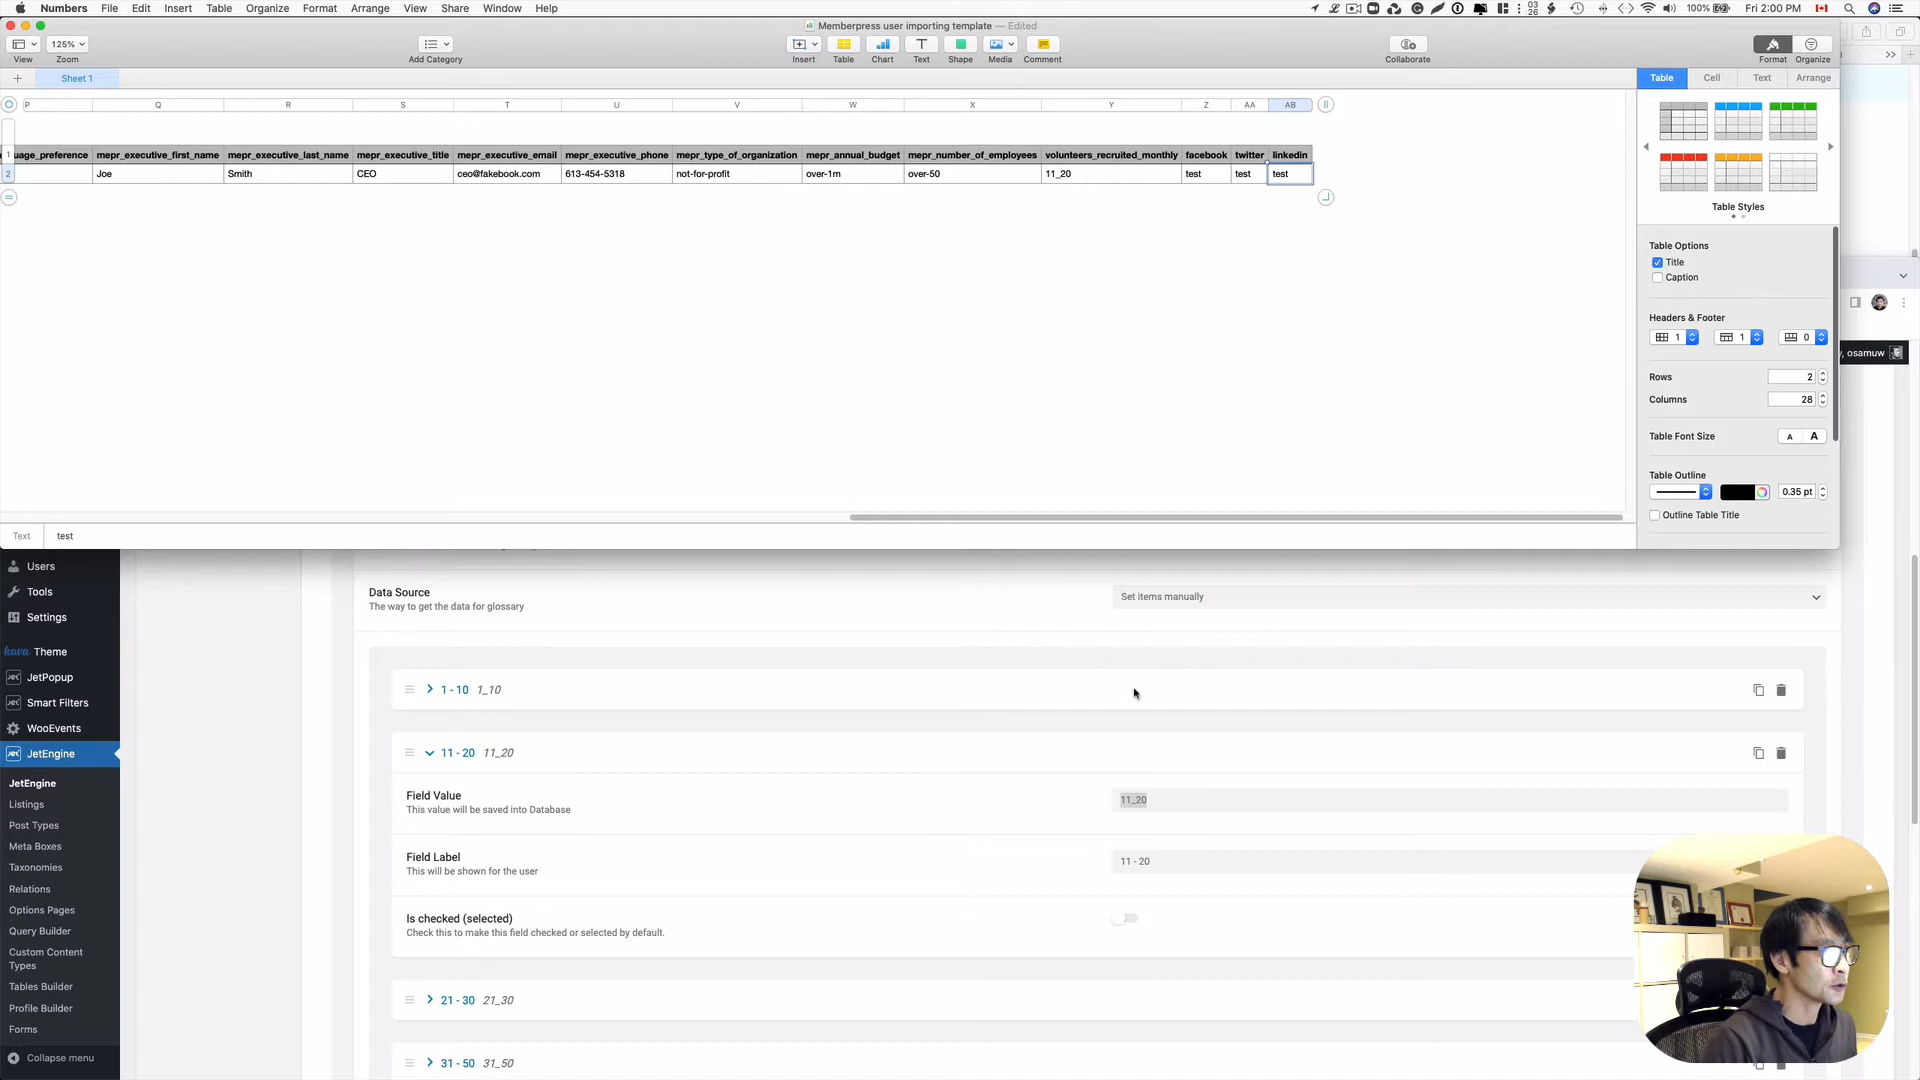 Numbers File Edit Insert Table Organize Format Arrange View Share Window Help
03
26
100% Fri 2:00 PM
Memberpress user importing template — Edited
125%
View Zoom Add Category Insert Table Chart Text Shape Media Comment Collaborate Format Organize
Sheet 1
Table Cell Text Arrange
P Q R S T U V W X Y Z AA AB
1 uage_preference mepr_executive_first_name mepr_executive_last_name mepr_executive_title mepr_executive_email mepr_executive_phone mepr_type_of_organization mepr_annual_budget mepr_number_of_employees volunteers_recruited_monthly facebook twitter linkedin
2 Joe Smith CEO ceo@fakebook.com 613-454-5318 not-for-profit over-1m over-50 11_20 test test test
Table Styles
Table Options
Title
Caption
Headers & Footer
1 1 0
Rows 2
Columns 28
Table Font Size A A
Table Outline
0.35 pt
Outline Table Title
Text test
y, osamuw
Users
Tools
Settings
kava Theme
JetPopup
Smart Filters
WooEvents
JetEngine
JetEngine
Listings
Post Types
Meta Boxes
Taxonomies
Relations
Options Pages
Query Builder
Custom Content
Types
Tables Builder
Profile Builder
Forms
Collapse menu
Data Source
The way to get the data for glossary
Set items manually
1 - 10 1_10
11 - 20 11_20
Field Value
This value will be saved into Database
11_20
Field Label
This will be shown for the user
11 - 20
Is checked (selected)
Check this to make this field checked or selected by default.
21 - 30 21_30
31 - 50 31_50